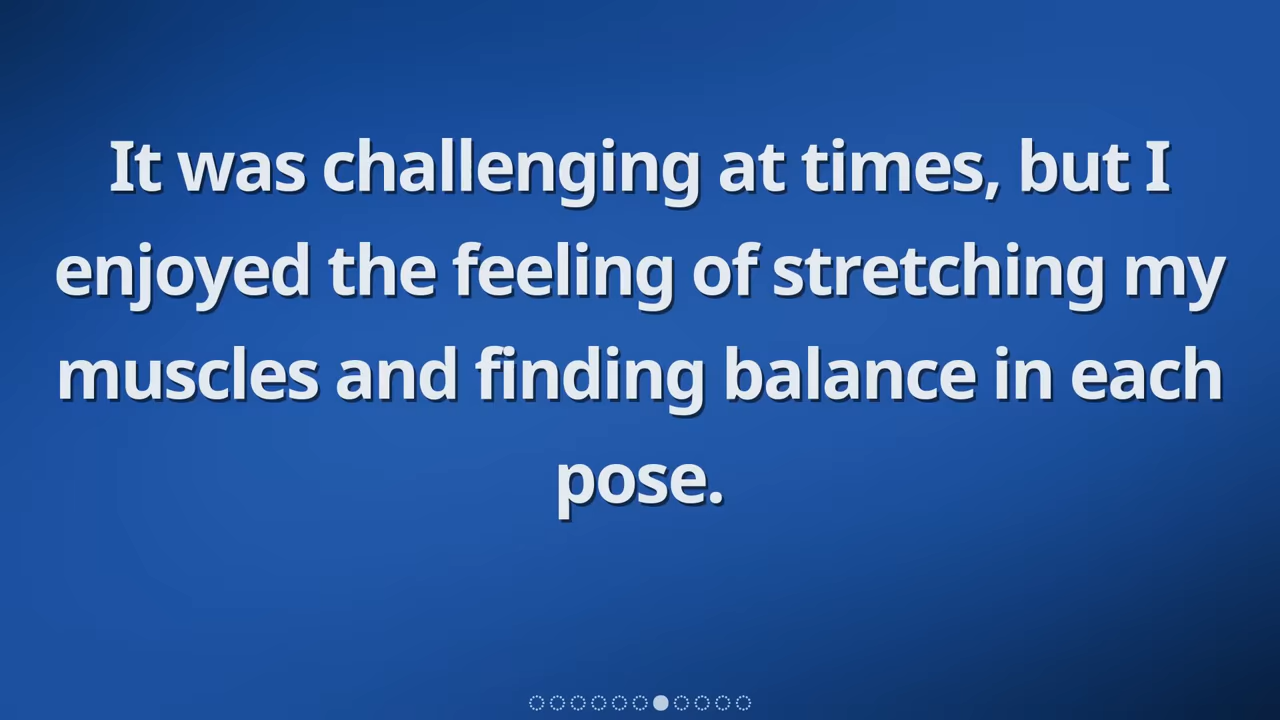 It was challenging at times, but I
enjoyed the feeling of stretching my
muscles and finding balance in each
pose.